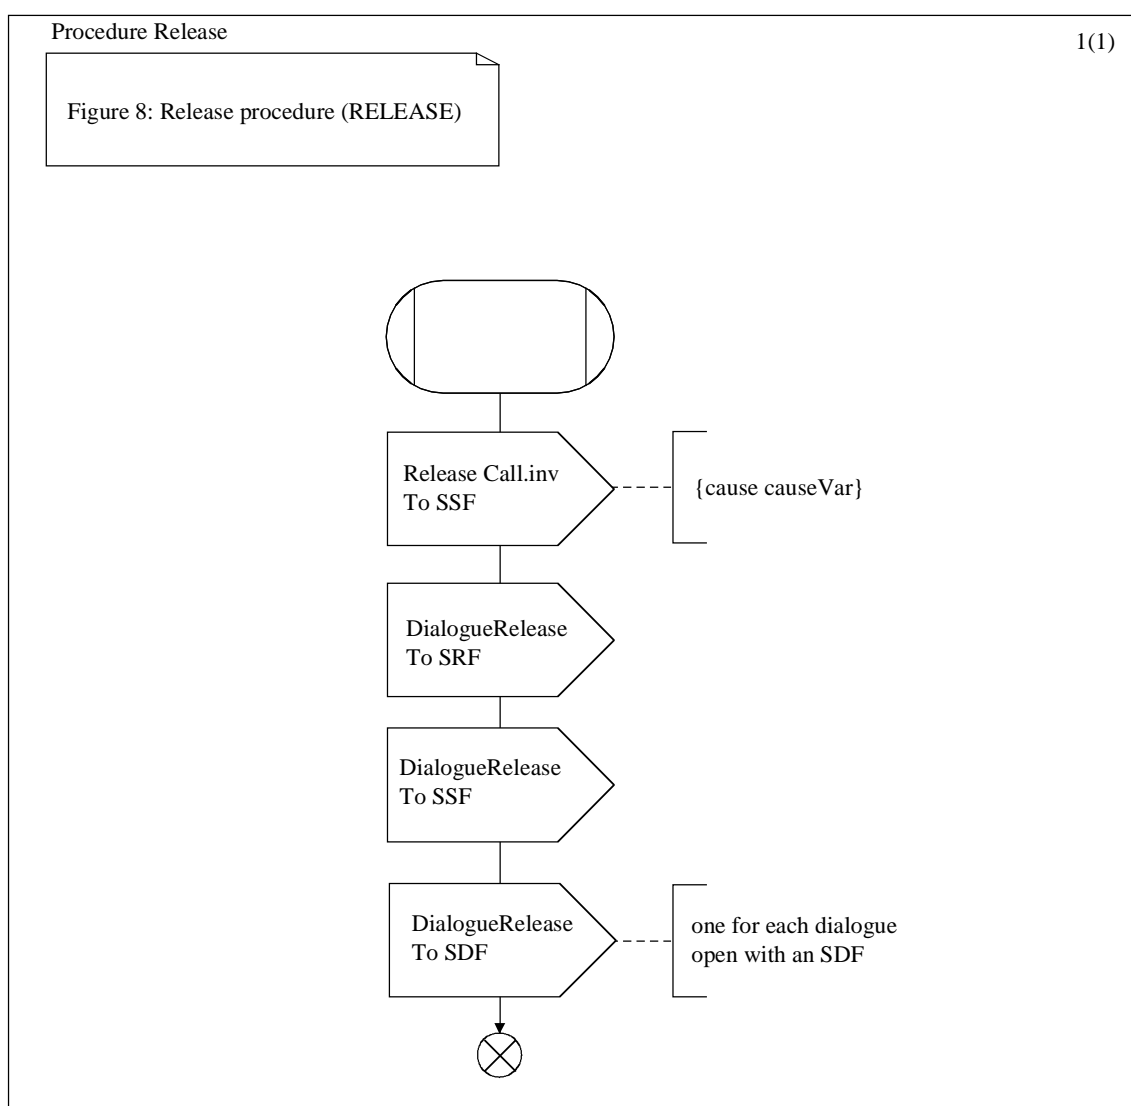 Procedure Release
1(1)
Figure 8: Release procedure (RELEASE)
Release Call.inv
To SSF
{cause causeVar}
DialogueRelease
To SRF
DialogueRelease
To SSF
DialogueRelease
To SDF
one for each dialogue
open with an SDF